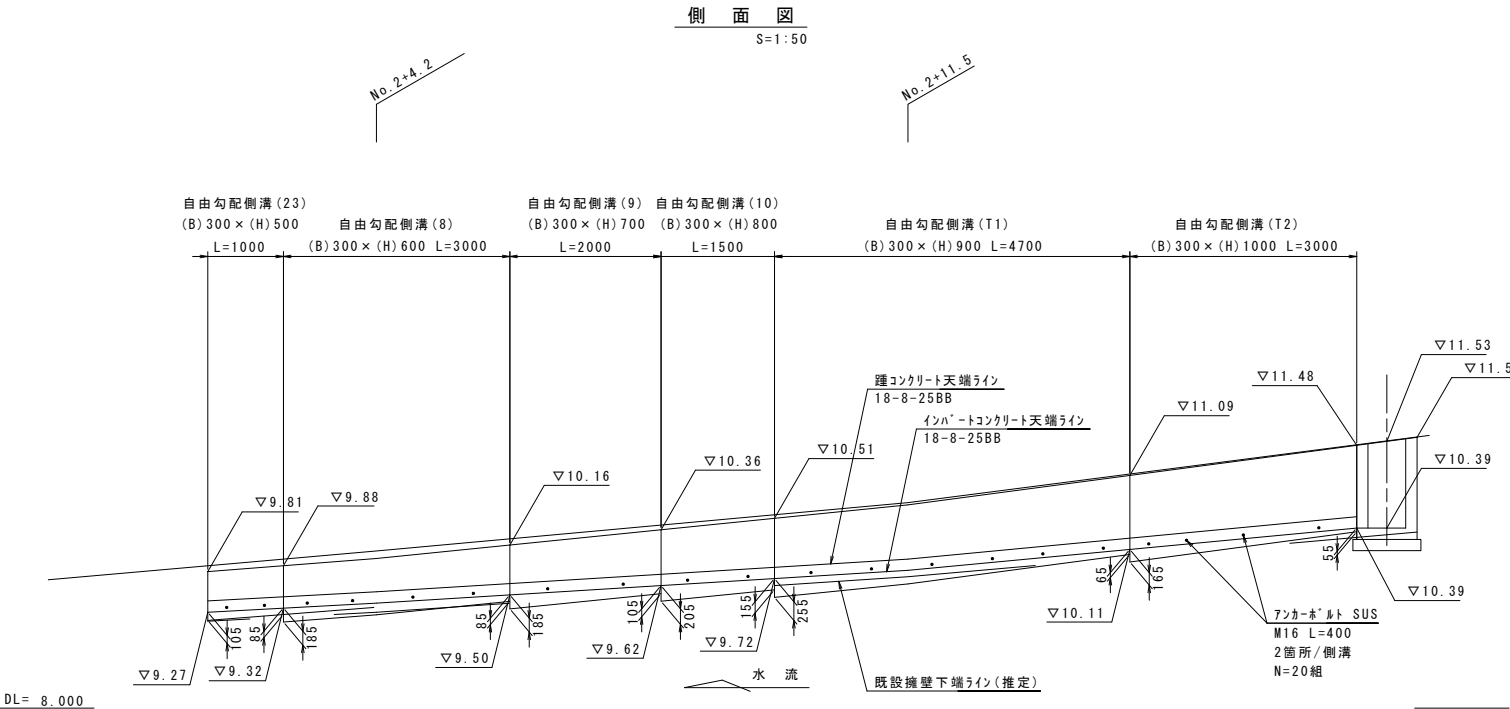 側面図
S=1:50
No.2+4.2
No.2+11.5
自由勾配側溝(23)
(B)300×(H)500
L=1000
自由勾配側溝(8)
(B)300×(H)600 L=3000
自由勾配側溝(9)
(B)300×(H)700
L=2000
自由勾配側溝(10)
(B)300×(H)800
L=1500
自由勾配側溝(T1)
(B)300×(H)900 L=4700
自由勾配側溝(T2)
(B)300×(H)1000 L=3000
▽11.53
▽11.5
▽11.48
踵コンクリート天端ライン
18-8-25BB
▽11.09
インバートコンクリート天端ライン
18-8-25BB
▽10.51
▽10.36
▽10.39
▽10.16
▽9.88
▽9.81
55
65
165
▽10.39
105
85
185
85
185
105
205
155
255
▽10.11
アンカーボルト SUS
M16 L=400
2箇所/側溝
N=20組
▽9.72
▽9.62
▽9.50
▽9.32
▽9.27
水流
既設擁壁下端ライン(推定)
DL= 8.000